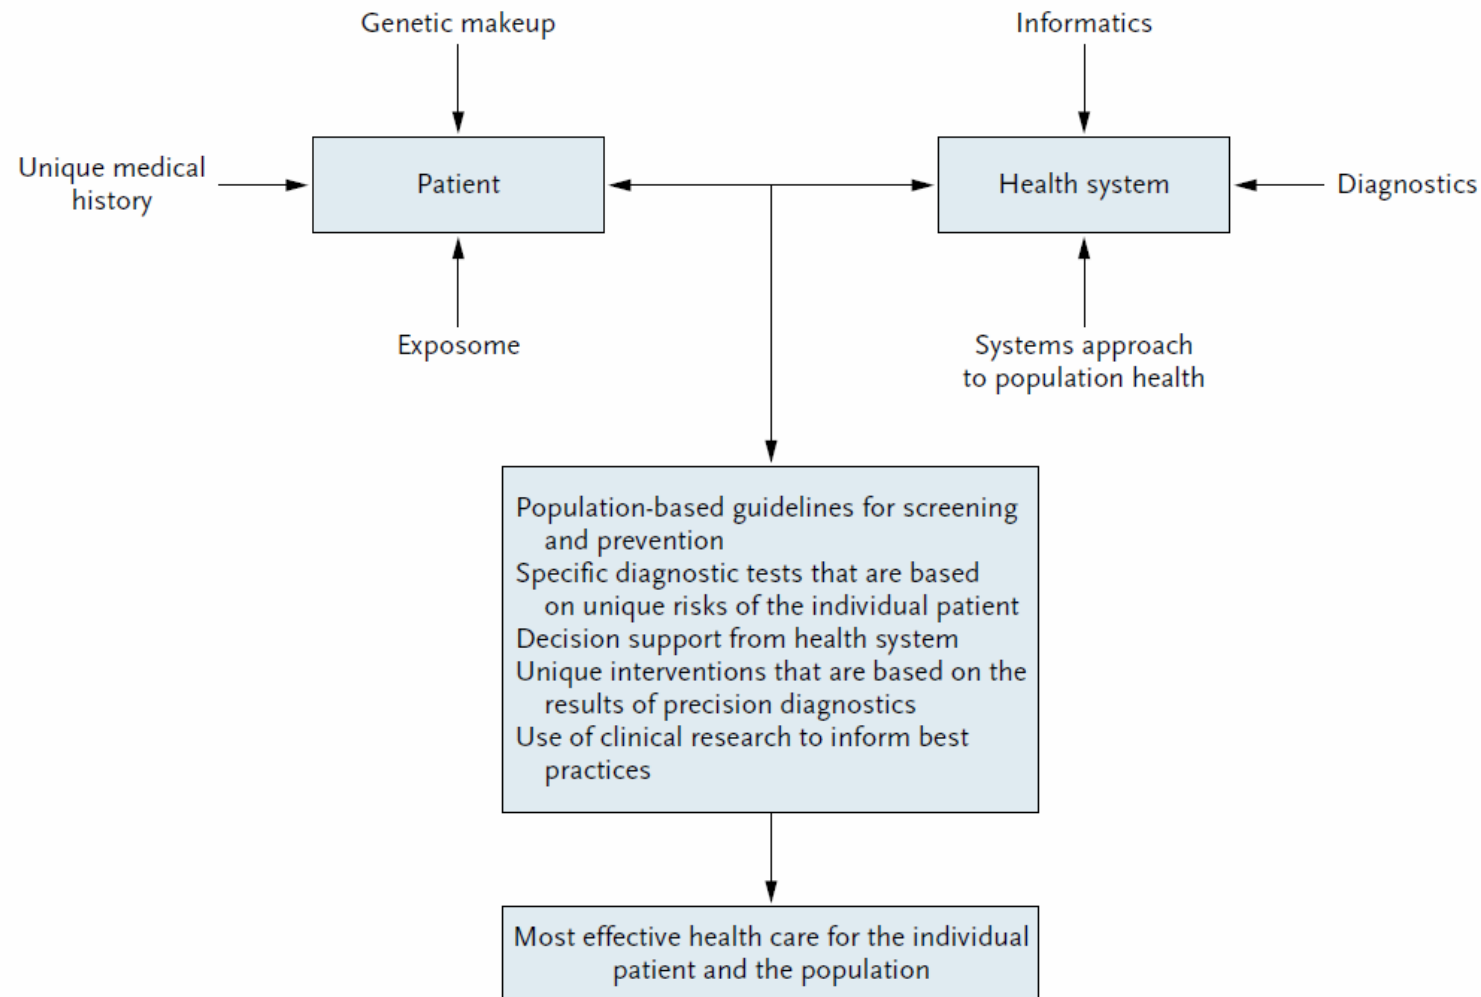 Genetic makeup
Informatics
Unique medical
history
Patient
Health system
Diagnostics
Exposome
Systems approach
to population health
Population-based guidelines for screening
and prevention
Specific diagnostic tests that are based
on unique risks of the individual patient
Decision support from health system
Unique interventions that are based on the
results of precision diagnostics
Use of clinical research to inform best
practices
Most effective health care for the individual
patient and the population